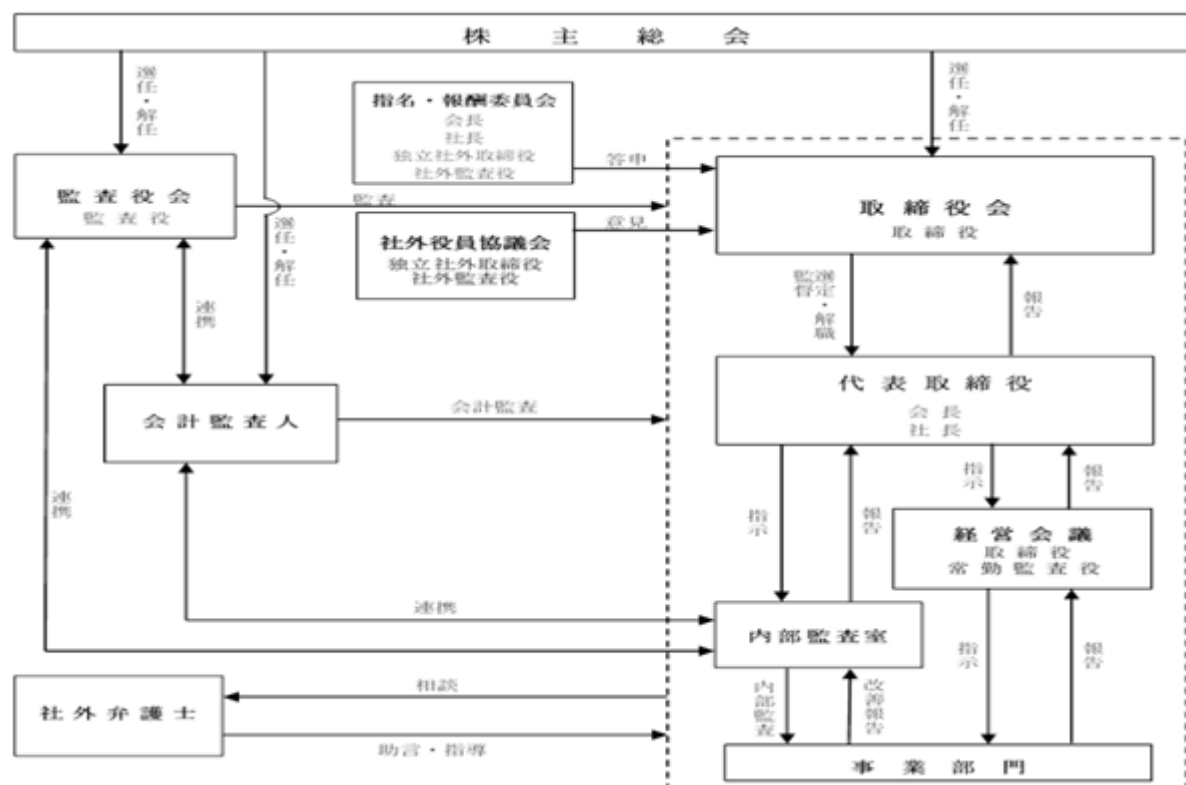 株主総会
選任・解任
選任・解任
選任・解任
指名・報酬委員会
会長
社長
独立社外取締役
社外監査役
答申
監査役会
監査役
監査
取締役会
取締役
社外役員協議会
独立社外取締役
社外監査役
意見
連携
選定・解職
監督
報告
代表取締役
会長
社長
会計監査人
会計監査
連携
指示
報告
指示
報告
経営会議
取締役
常勤監査役
連携
内部監査室
指示
報告
社外弁護士
相談
助言・指導
内部監査
改善報告
事業部門